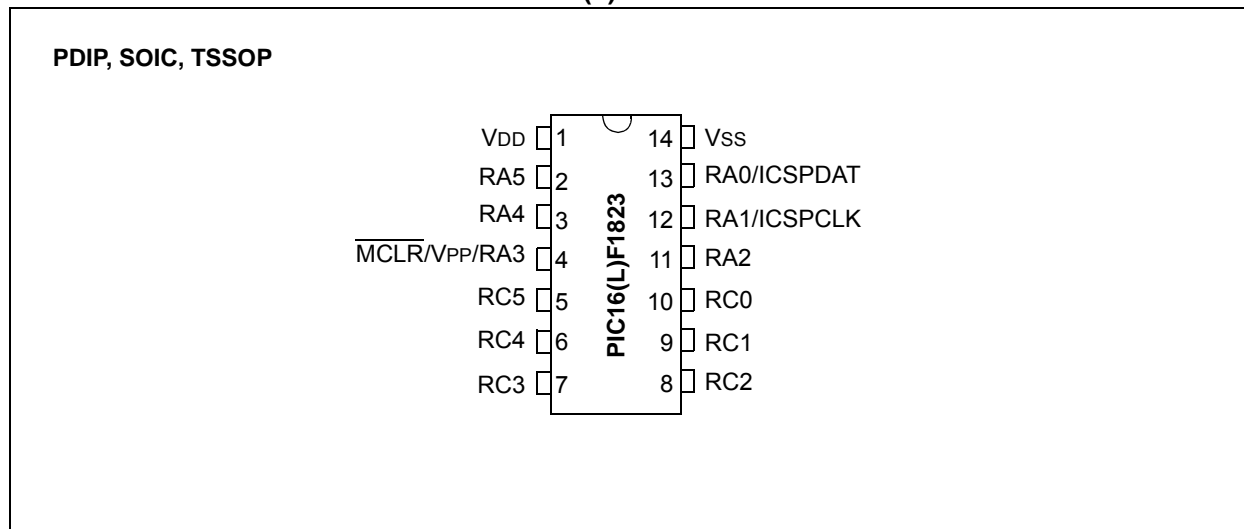 PDIP, SOIC, TSSOP
VDD 1 14 VSS
RA5 2 13 RA0/ICSPDAT
RA4 3 12 RA1/ICSPCLK
MCLR/VPP/RA3 4 11 RA2
RC5 5 10 RC0
RC4 6 9 RC1
RC3 7 8 RC2
PIC16(L)F1823